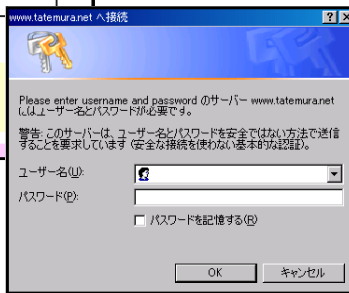 www.tatemura.net へ接続
Please enter username and password のサーバー www.tatemura.net
にはユーザー名とパスワードが必要です。
警告: このサーバーは、ユーザー名とパスワードを安全ではない方法で送信
することを要求しています (安全な接続を使わない基本的な認証)。
ユーザー名(U):
パスワード(P):
パスワードを記憶する(R)
OK キャンセル